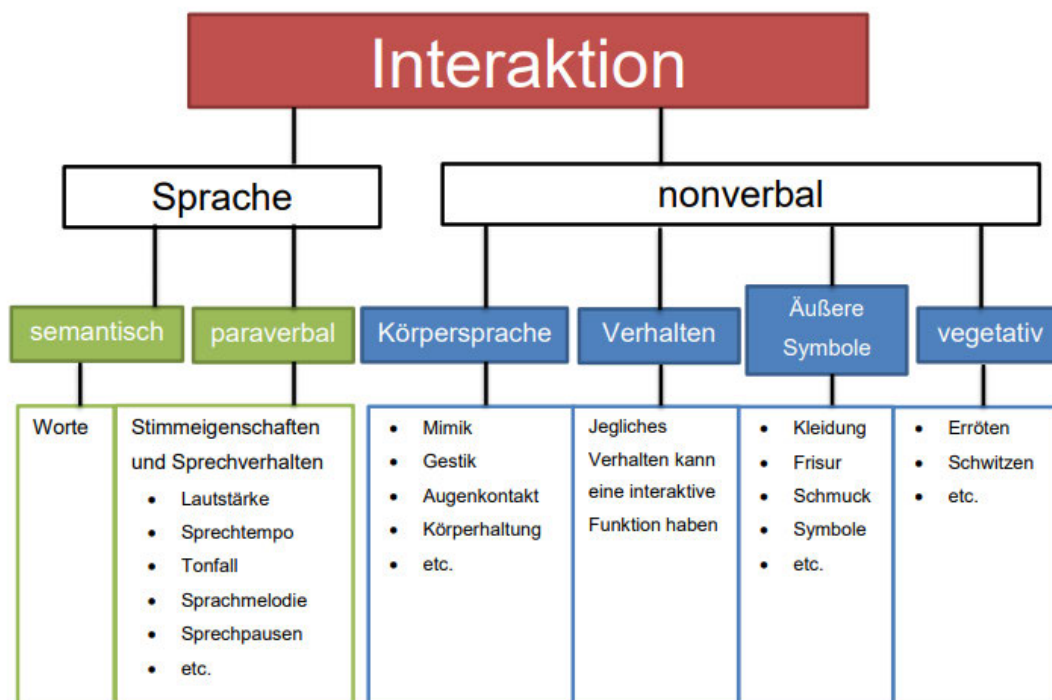 Interaktion
Sprache
nonverbal
semantisch
paraverbal
Körpersprache
Verhalten
Äußere
Symbole
vegetativ
Worte
Stimmeigenschaften
und Sprechverhalten
• Lautstärke
• Sprechtempo
• Tonfall
• Sprachmelodie
• Sprechpausen
• etc.
• Mimik
• Gestik
• Augenkontakt
• Körperhaltung
• etc.
Jegliches
Verhalten kann
eine interaktive
Funktion haben
• Kleidung
• Frisur
• Schmuck
• Symbole
• etc.
• Erröten
• Schwitzen
• etc.